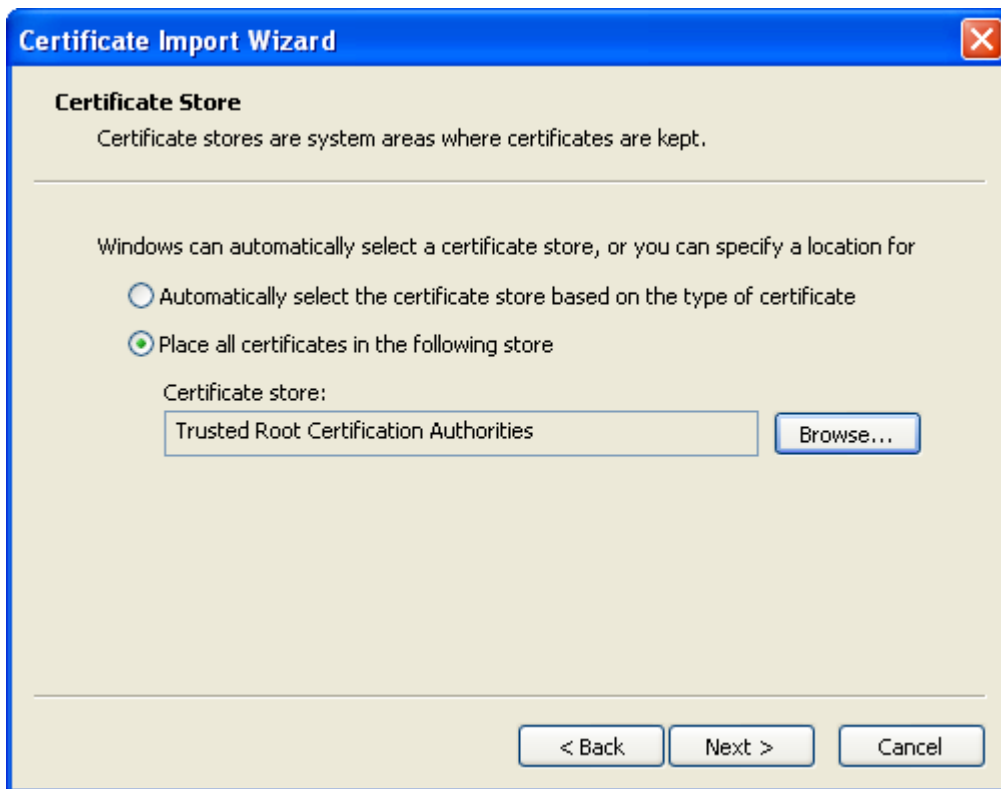 Certificate Import Wizard
Certificate Store
Certificate stores are system areas where certificates are kept.
Windows can automatically select a certificate store, or you can specify a location for
Automatically select the certificate store based on the type of certificate
Place all certificates in the following store
Certificate store:
Trusted Root Certification Authorities
Browse...
< Back
Next >
Cancel